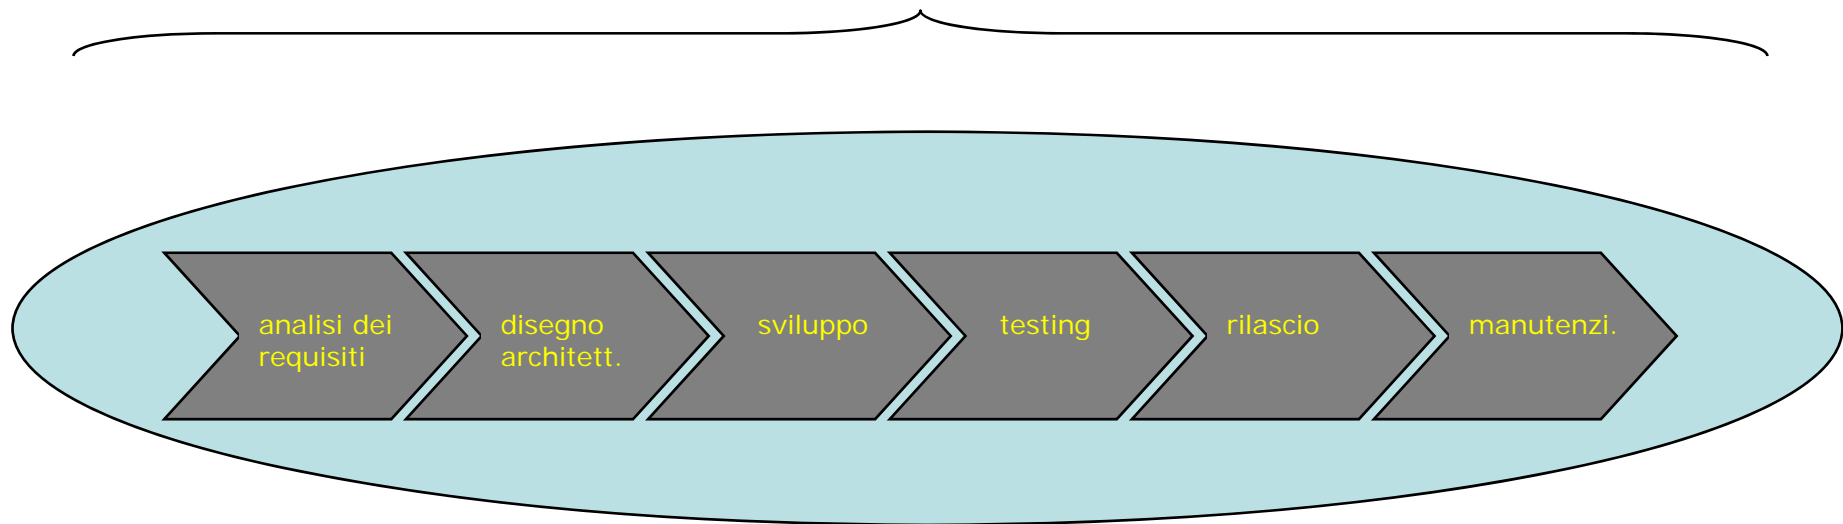 analisi dei
requisiti
disegno
architett.
sviluppo
testing
rilascio
manutenzi.